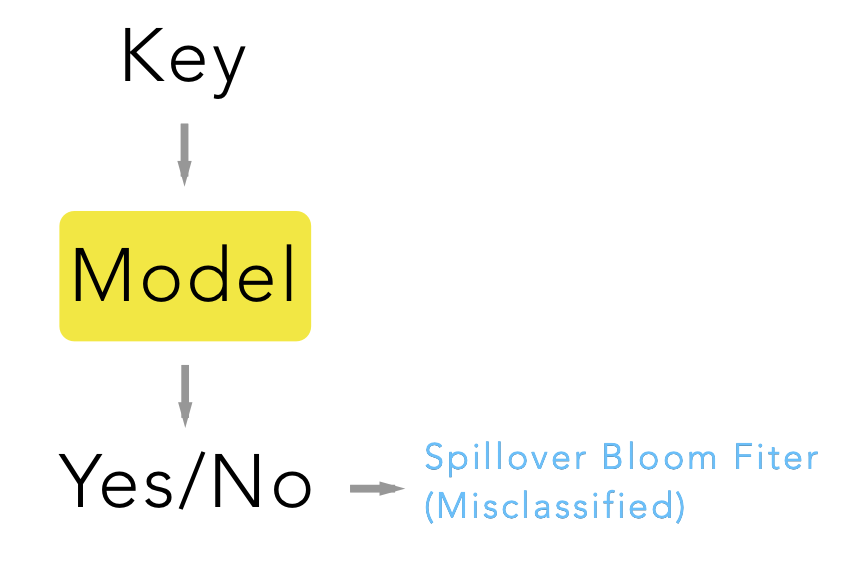 Key
Model
Yes/No
Spillover Bloom Fiter
(Misclassified)